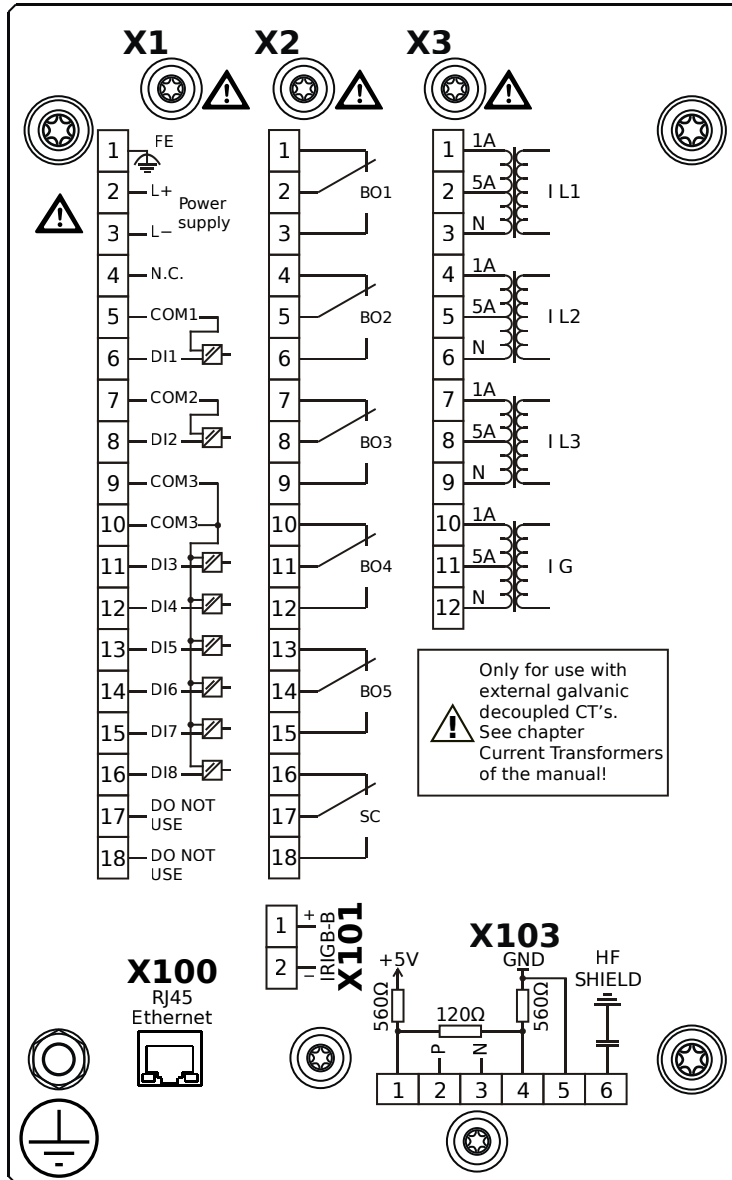 X1
X2
X3
1 FE
2 L+
Power
supply
3 L−
4 N.C.
5 COM1
6 DI1
7 COM2
8 DI2
9 COM3
10 COM3
11 DI3
12 DI4
13 DI5
14 DI6
15 DI7
16 DI8
17 DO NOT
USE
18 DO NOT
USE
1
2 BO1
3
4
5 BO2
6
7
8 BO3
9
10
11 BO4
12
13
14 BO5
15
16
17 SC
18
1 1A
2 5A I L1
3 N
4 1A
5 5A I L2
6 N
7 1A
8 5A I L3
9 N
10 1A
11 5A I G
12 N
!
!
!
!
!
Only for use with
external galvanic
decoupled CT's.
See chapter
Current Transformers
of the manual!
X100
RJ45
Ethernet
1 +
2 −
IRIGB-B
X101
X103
+5V
GND
HF
SHIELD
560Ω
120Ω
560Ω
P
N
1 2 3 4 5 6